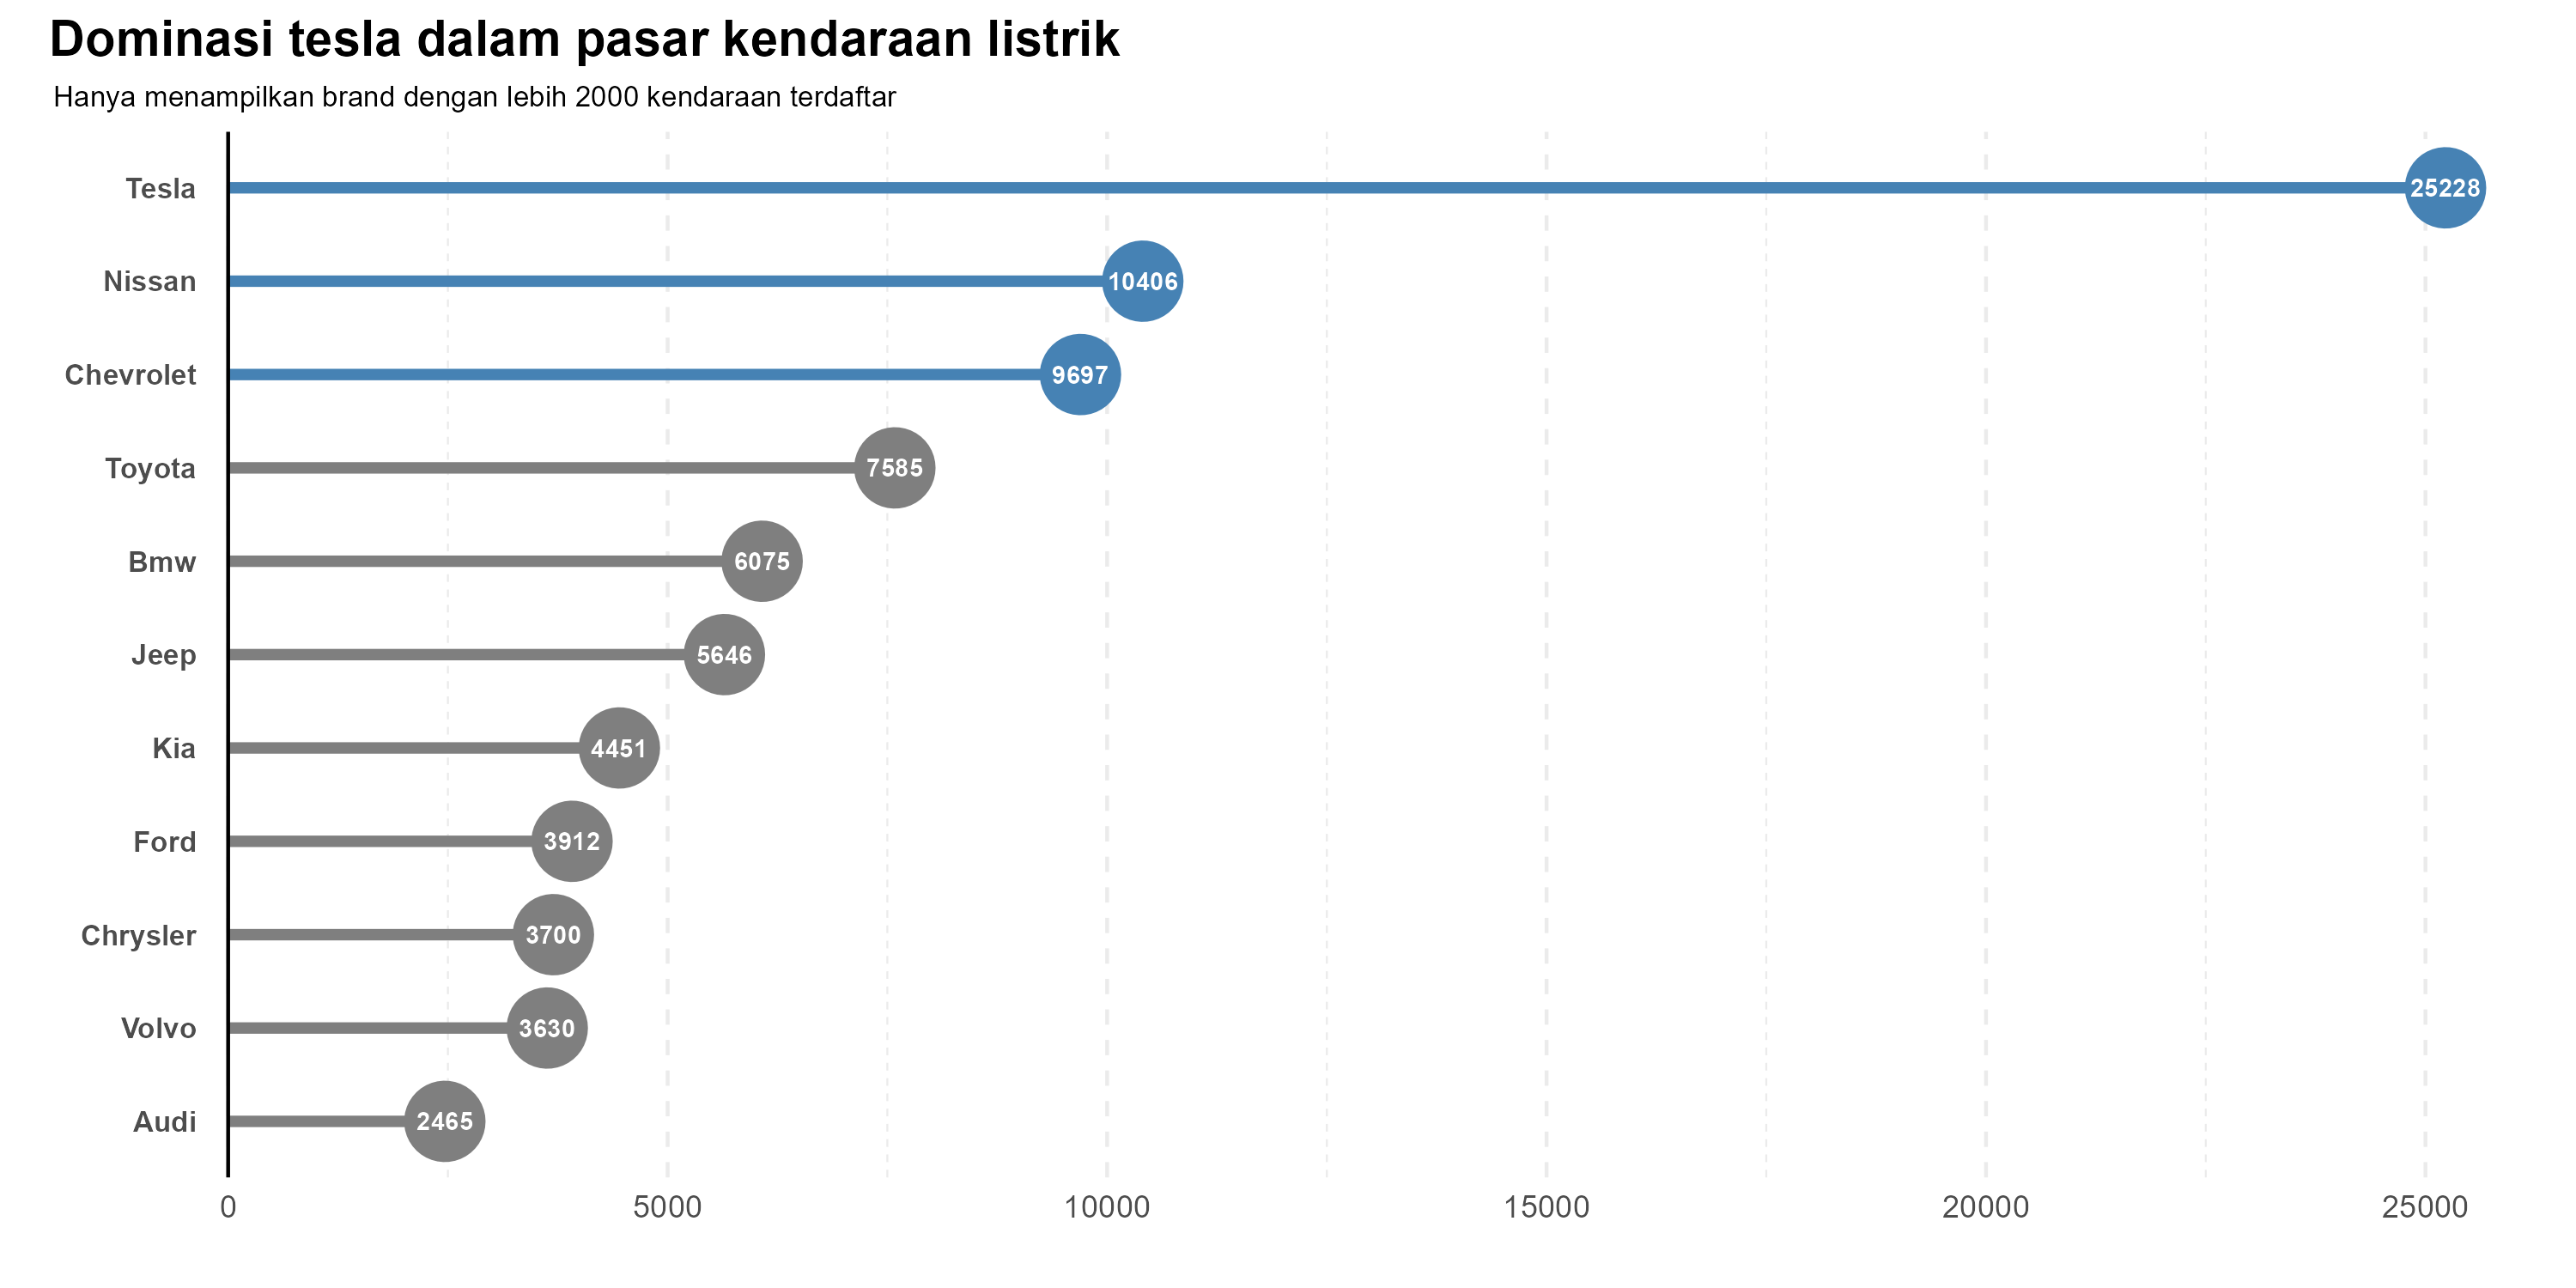 Dominasi tesla dalam pasar kendaraan listrik
Hanya menampilkan brand dengan lebih 2000 kendaraan terdaftar
Tesla 25228
Nissan 10406
Chevrolet 9697
Toyota 7585
Bmw 6075
Jeep 5646
Kia 4451
Ford 3912
Chrysler 3700
Volvo 3630
Audi 2465
0 5000 10000 15000 20000 25000